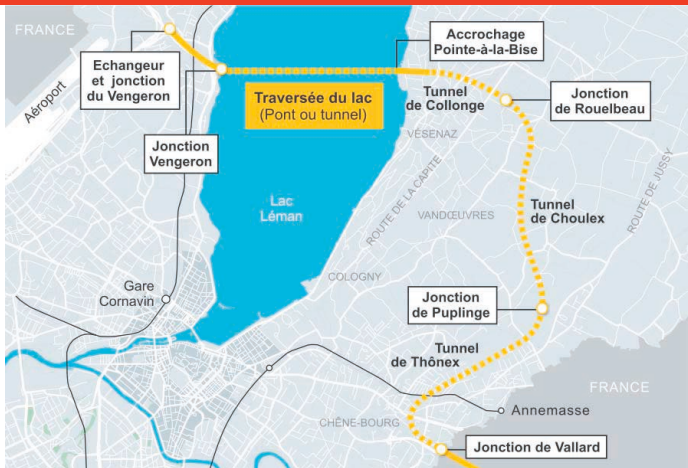 FRANCE
Echangeur
et jonction
du Vengeron
Aéroport
Jonction
Vengeron
Traversée du lac
(Pont ou tunnel)
Accrochage
Pointe-à-la-Bise
Tunnel
de Collonge
Jonction
de Rouelbeau
VÉSENAZ
ROUTE DE LA CAPITE
ROUTE DE JUSSY
Lac
Léman
VANDŒUVRES
Tunnel
de Choulex
COLOGNY
Gare
Cornavin
Jonction
de Puplinge
Tunnel
de Thônex
FRANCE
CHÊNE-BOURG
Annemasse
Jonction de Vallard